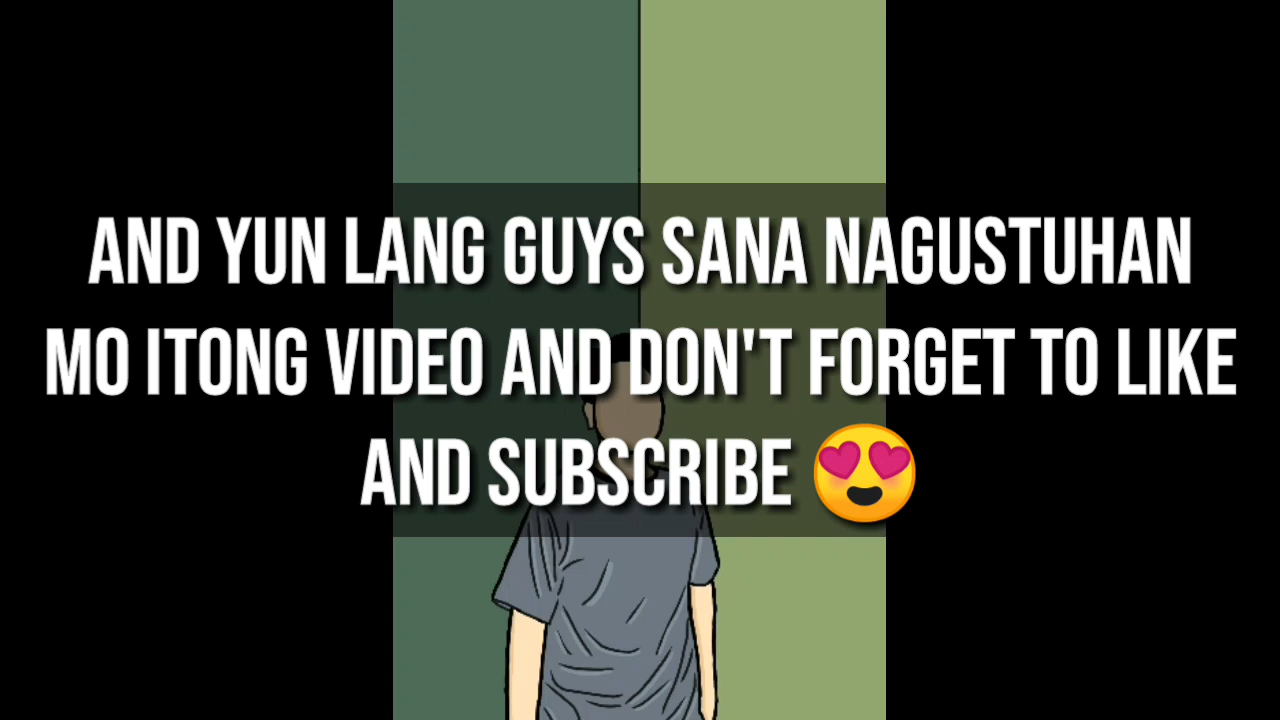 AND YUN LANG GUYS SANA NAGUSTUHAN
MO ITONG VIDEO AND DON'T FORGET TO LIKE
AND SUBSCRIBE 😍